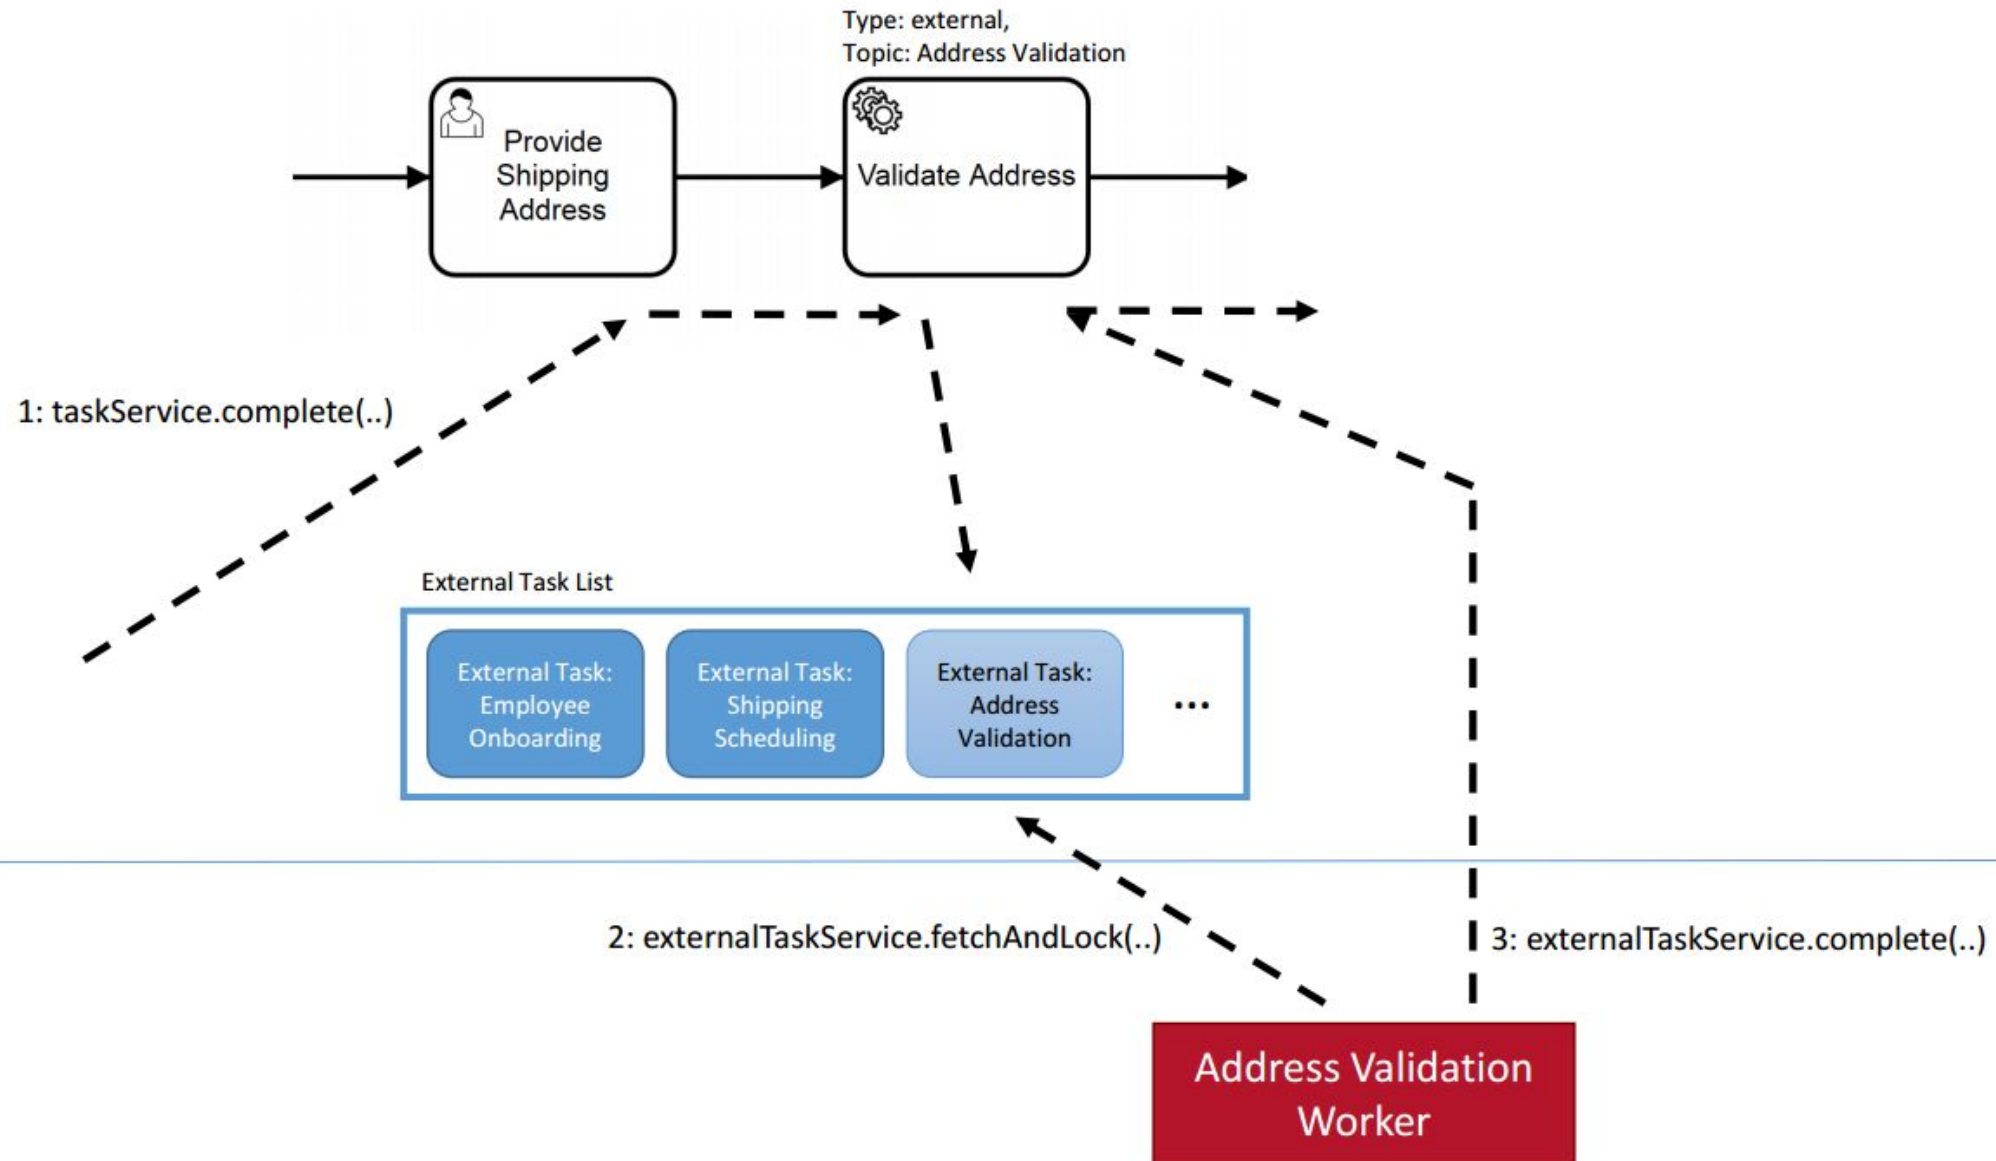 Type: external,
Topic: Address Validation
Provide
Shipping
Address
Validate Address
1: taskService.complete(..)
External Task List
External Task:
Employee
Onboarding
External Task:
Shipping
Scheduling
External Task:
Address
Validation
...
2: externalTaskService.fetchAndLock(..)
3: externalTaskService.complete(..)
Address Validation
Worker